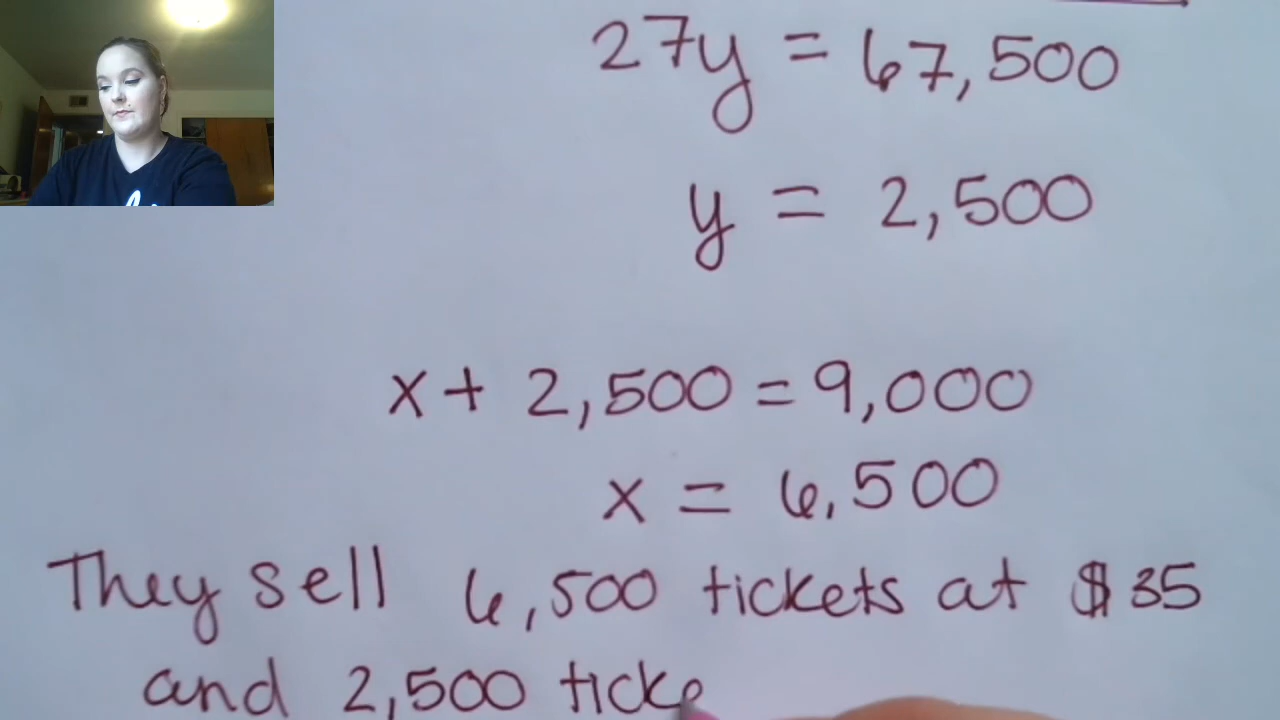 27y = 67,500
y = 2,500
x + 2,500 = 9,000
x = 6,500
They sell 6,500 tickets at $35
and 2,500 ticke